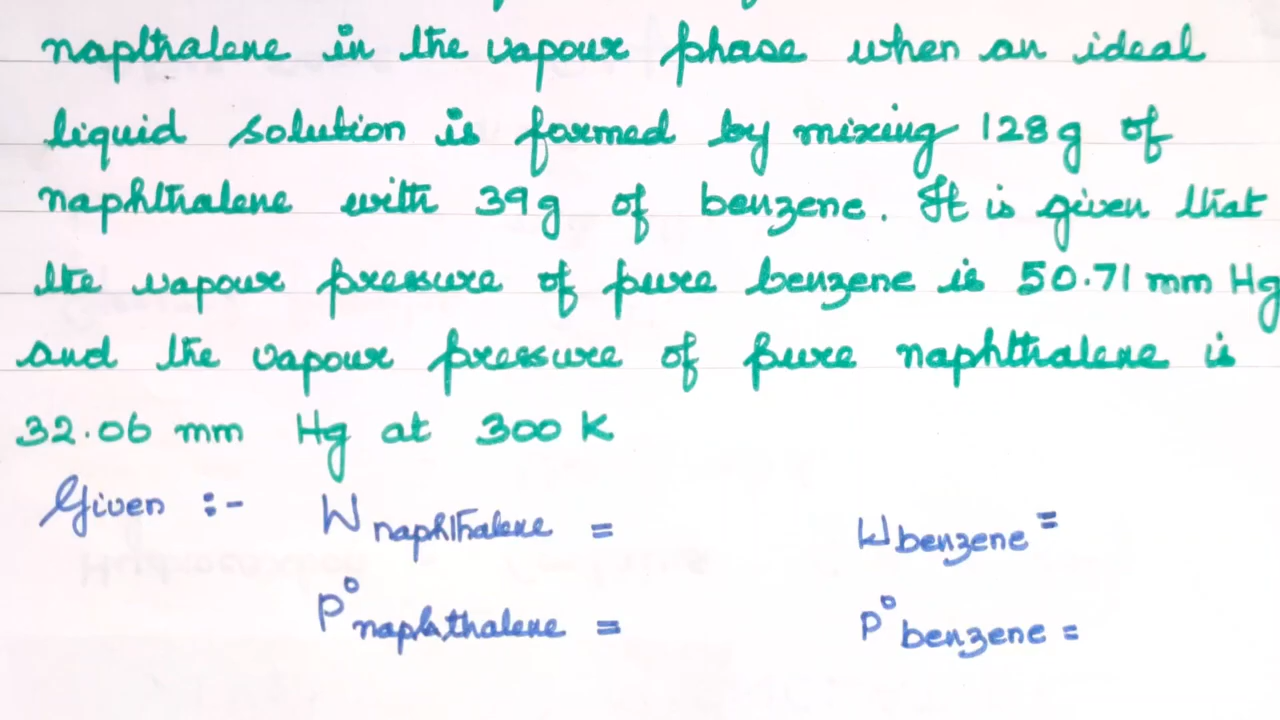 napthalene in the vapour phase when an ideal
liquid solution is formed by mixing 128g of
naphthalene with 39g of benzene. It is given that
the vapour pressure of pure benzene is 50.71 mm Hg
and the vapour pressure of pure naphthalene is
32.06 mm Hg at 300 K
Given :- W naphthalene = W benzene =
P° naphthalene = P° benzene =